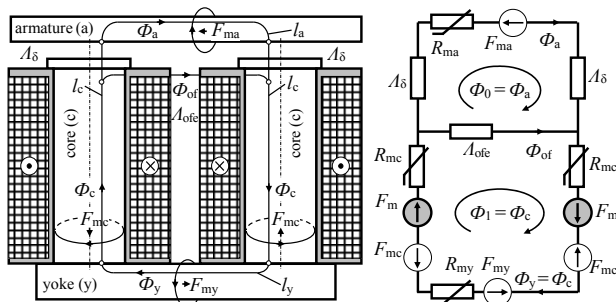 armature (a)
Φa
Fma
la
Λδ
Λδ
lc
Φof
lc
Λofe
core (c)
core (c)
Φc
Φc
Fmc
Fmc
yoke (y)
Φy
Fmy
ly
Rma
Fma
Φa
Λδ
Λδ
Φ0 = Φa
Rmc
Λofe
Φof
Rmc
Fm
Φ1 = Φc
Fm
Fmc
Fmc
Rmy
Fmy
Φy=Φc